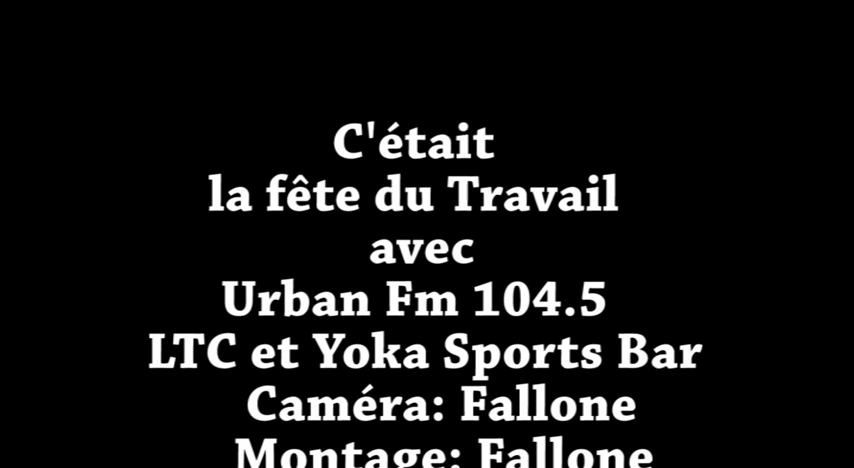 C'était
la fête du Travail
avec
Urban Fm 104.5
LTC et Yoka Sports Bar
Caméra: Fallone
Montage: Fallone